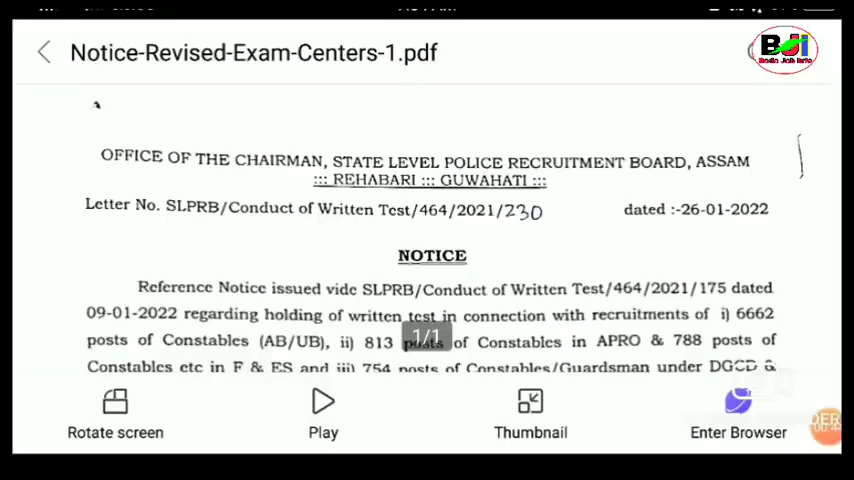 Notice-Revised-Exam-Centers-1.pdf
BJI
OFFICE OF THE CHAIRMAN, STATE LEVEL POLICE RECRUITMENT BOARD, ASSAM
::: REHABARI ::: GUWAHATI :::
Letter No. SLPRB/Conduct of Written Test/464/2021/230 dated :-26-01-2022
NOTICE
Reference Notice issued vide SLPRB/Conduct of Written Test/464/2021/175 dated
09-01-2022 regarding holding of written test in connection with recruitments of i) 6662
posts of Constables (AB/UB), ii) 813 posts of Constables in APRO & 788 posts of
1/1
Constables etc in F & ES and iii) 754 posts of Constables/Guardsman under DGCD &
Rotate screen
Play
Thumbnail
Enter Browser